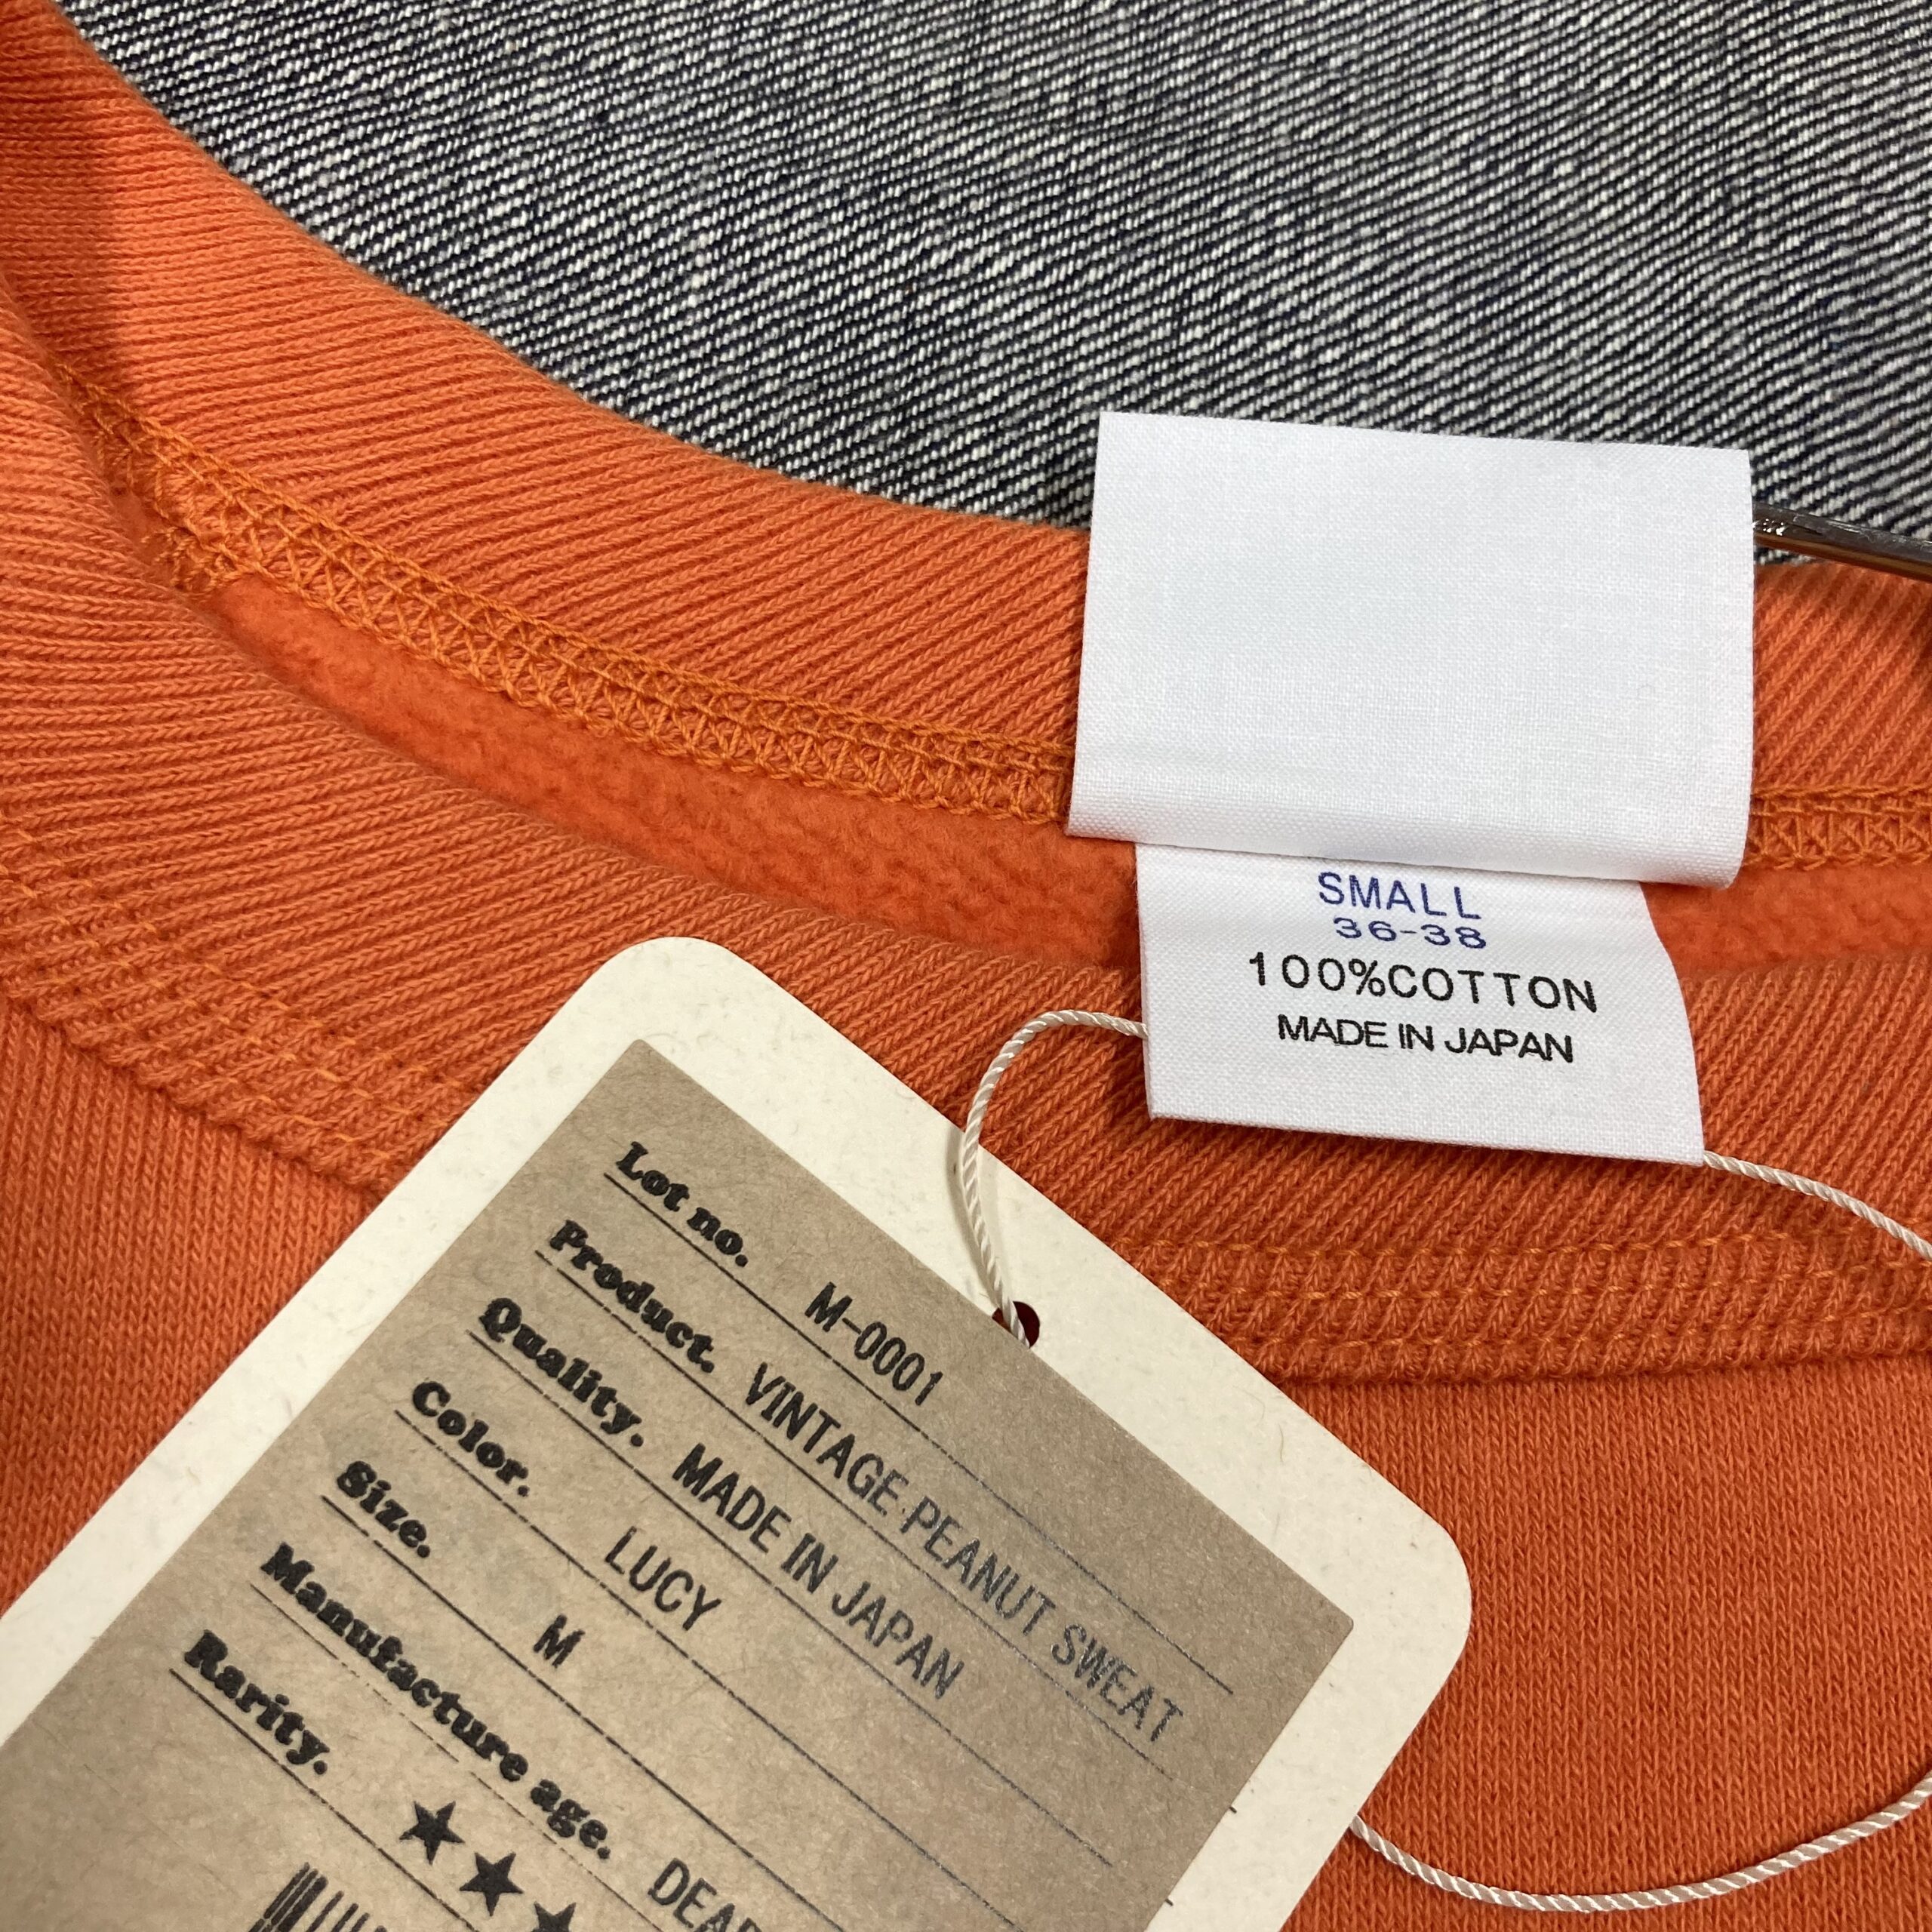 SMALL
36-38
100%COTTON
MADE IN JAPAN
Lot no. M-0001
Product. VINTAGE PEANUT SWEAT
Quality. MADE IN JAPAN
Color. LUCY
Size. M
Manufacture age.
Rarity. ★★